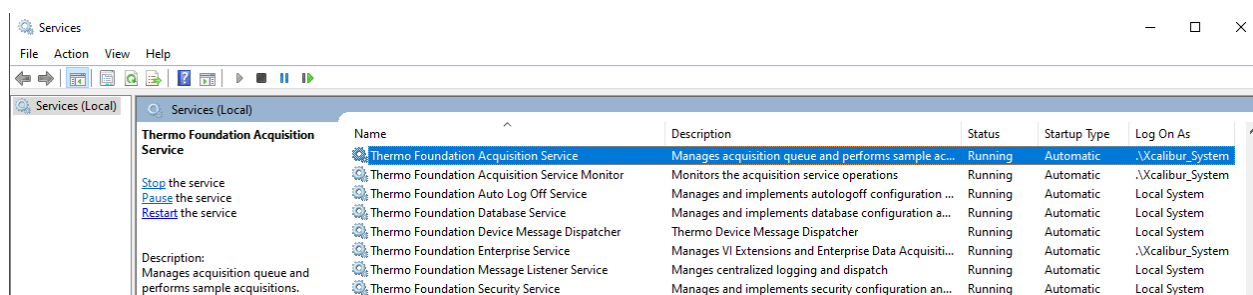 Services
File Action View Help
Services (Local)
Services (Local)
Thermo Foundation Acquisition Service
Stop the service
Pause the service
Restart the service
Description:
Manages acquisition queue and
performs sample acquisitions.
Name Description Status Startup Type Log On As
Thermo Foundation Acquisition Service Manages acquisition queue and performs sample ac... Running Automatic .\Xcalibur_System
Thermo Foundation Acquisition Service Monitor Monitors the acquisition service operations Running Automatic .\Xcalibur_System
Thermo Foundation Auto Log Off Service Manages and implements autologoff configuration ... Running Automatic Local System
Thermo Foundation Database Service Manages and implements database configuration a... Running Automatic Local System
Thermo Foundation Device Message Dispatcher Thermo Device Message Dispatcher Running Automatic Local System
Thermo Foundation Enterprise Service Manages VI Extensions and Enterprise Data Acquisiti... Running Automatic .\Xcalibur_System
Thermo Foundation Message Listener Service Manges centralized logging and dispatch Running Automatic Local System
Thermo Foundation Security Service Manages and implements security configuration an... Running Automatic Local System